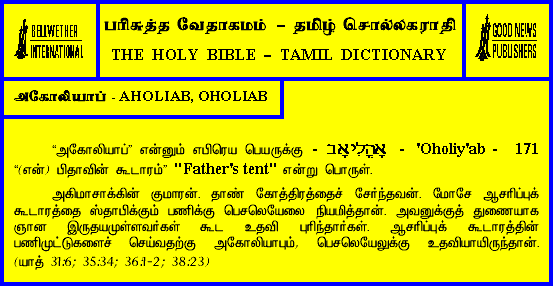 BELLWETHER
INTERNATIONAL
பரிசுத்த வேதாகமம் – தமிழ் சொல்லகராதி
THE HOLY BIBLE – TAMIL DICTIONARY
GOOD NEWS
PUBLISHERS
அகோலியாப் - AHOLIAB, OHOLIAB
“அகோலியாப்” என்னும் எபிரெய பெயருக்கு - אָהֳלִיאָב - 'Oholiy'ab - 171
“(என்) பிதாவின் கூடாரம்” "Father's tent" என்று பொருள்.
அகிமாசாக்கின் குமாரன். தாண் கோத்திரத்தைச் சேர்ந்தவன். மோசே ஆசரிப்புக்
கூடாரத்தை ஸ்தாபிக்கும் பணிக்கு பெசலெயேலை நியமித்தான். அவனுக்குத் துணையாக
ஞான இருதயமுள்ளவர்கள் கூட உதவி புரிந்தார்கள். ஆசரிப்புக் கூடாரத்தின்
பணிமுட்டுகளைச் செய்வதற்கு அகோலியாபும், பெசலெயேலுக்கு உதவியாயிருந்தான்.
(யாத் 31:6; 35:34; 36:1-2; 38:23)